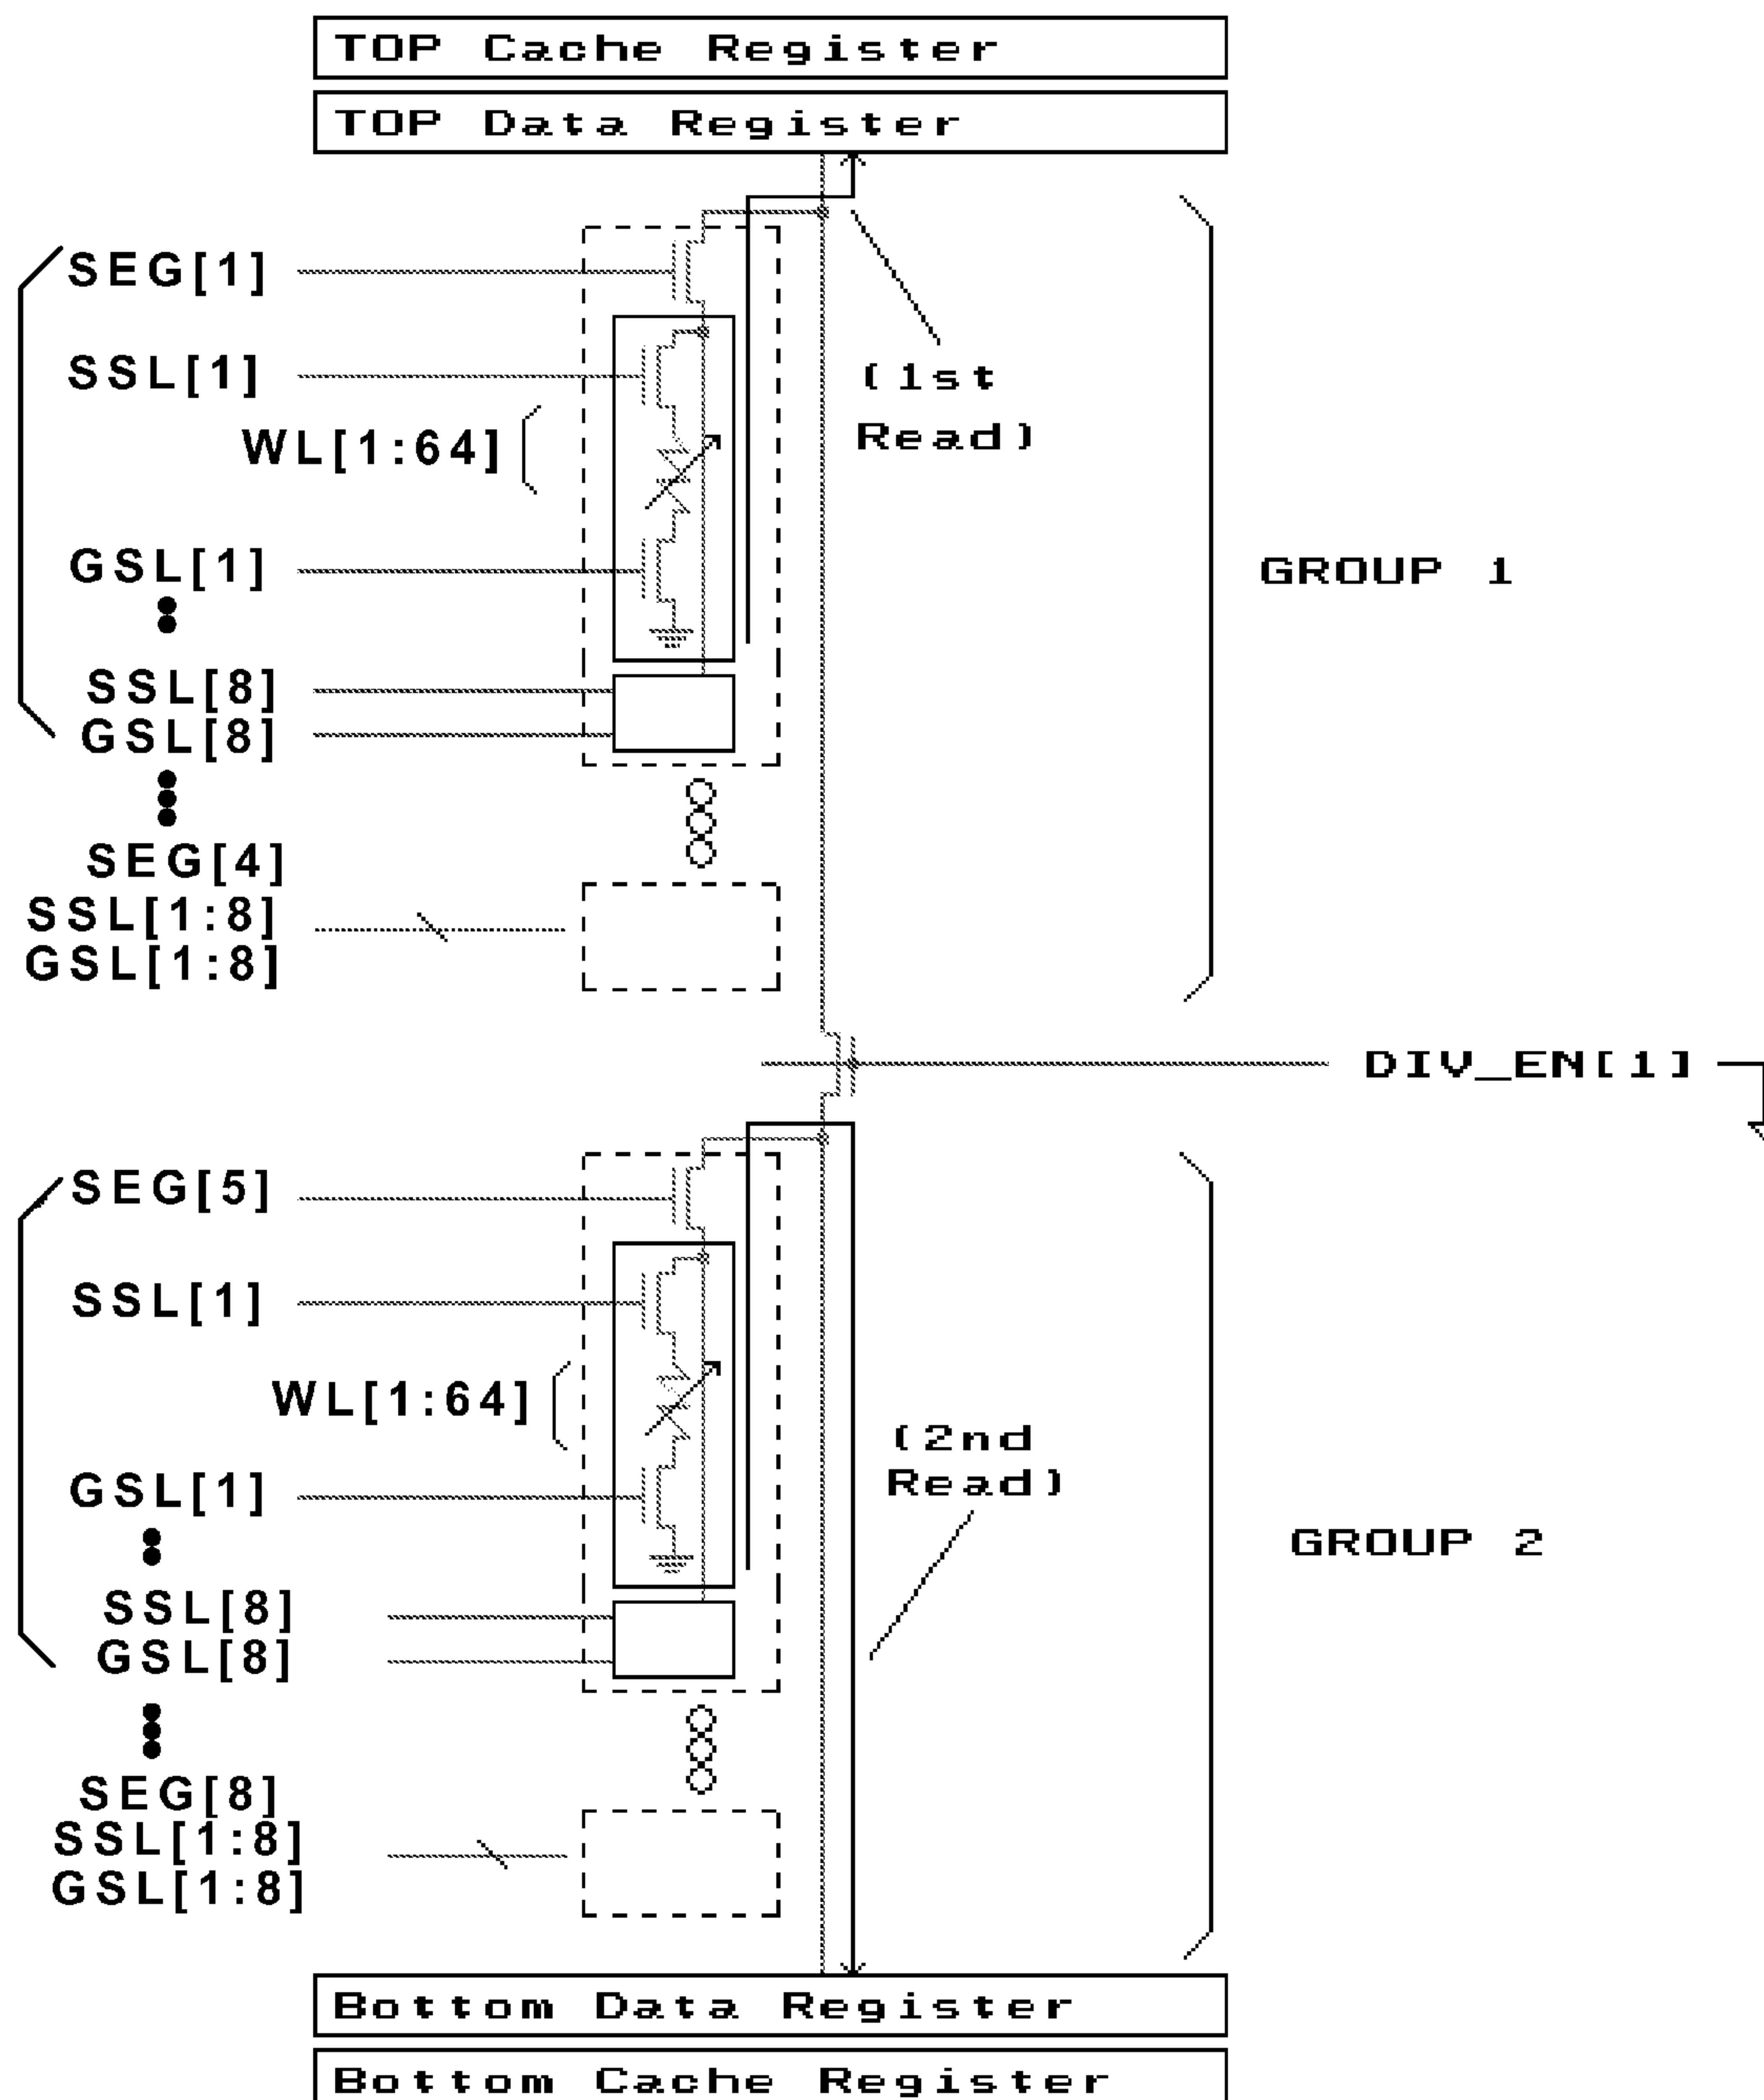 TOP Cache Register
TOP Data Register
SEG[1]
SSL[1]
(1st
Read)
WL[1:64]
GSL[1]
GROUP 1
SSL[8]
GSL[8]
SEG[4]
SSL[1:8]
GSL[1:8]
DIV_EN[1]
SEG[5]
SSL[1]
WL[1:64]
(2nd
Read)
GSL[1]
GROUP 2
SSL[8]
GSL[8]
SEG[8]
SSL[1:8]
GSL[1:8]
Bottom Data Register
Bottom Cache Register